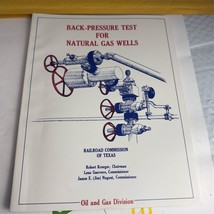 BACK-PRESSURE TEST
FOR
NATURAL GAS WELLS
RAILROAD COMMISSION
OF TEXAS
Robert Krueger, Chairman
Lena Guerrero, Commissioner
James E. (Jim) Nugent, Commissioner
Oil and Gas Division